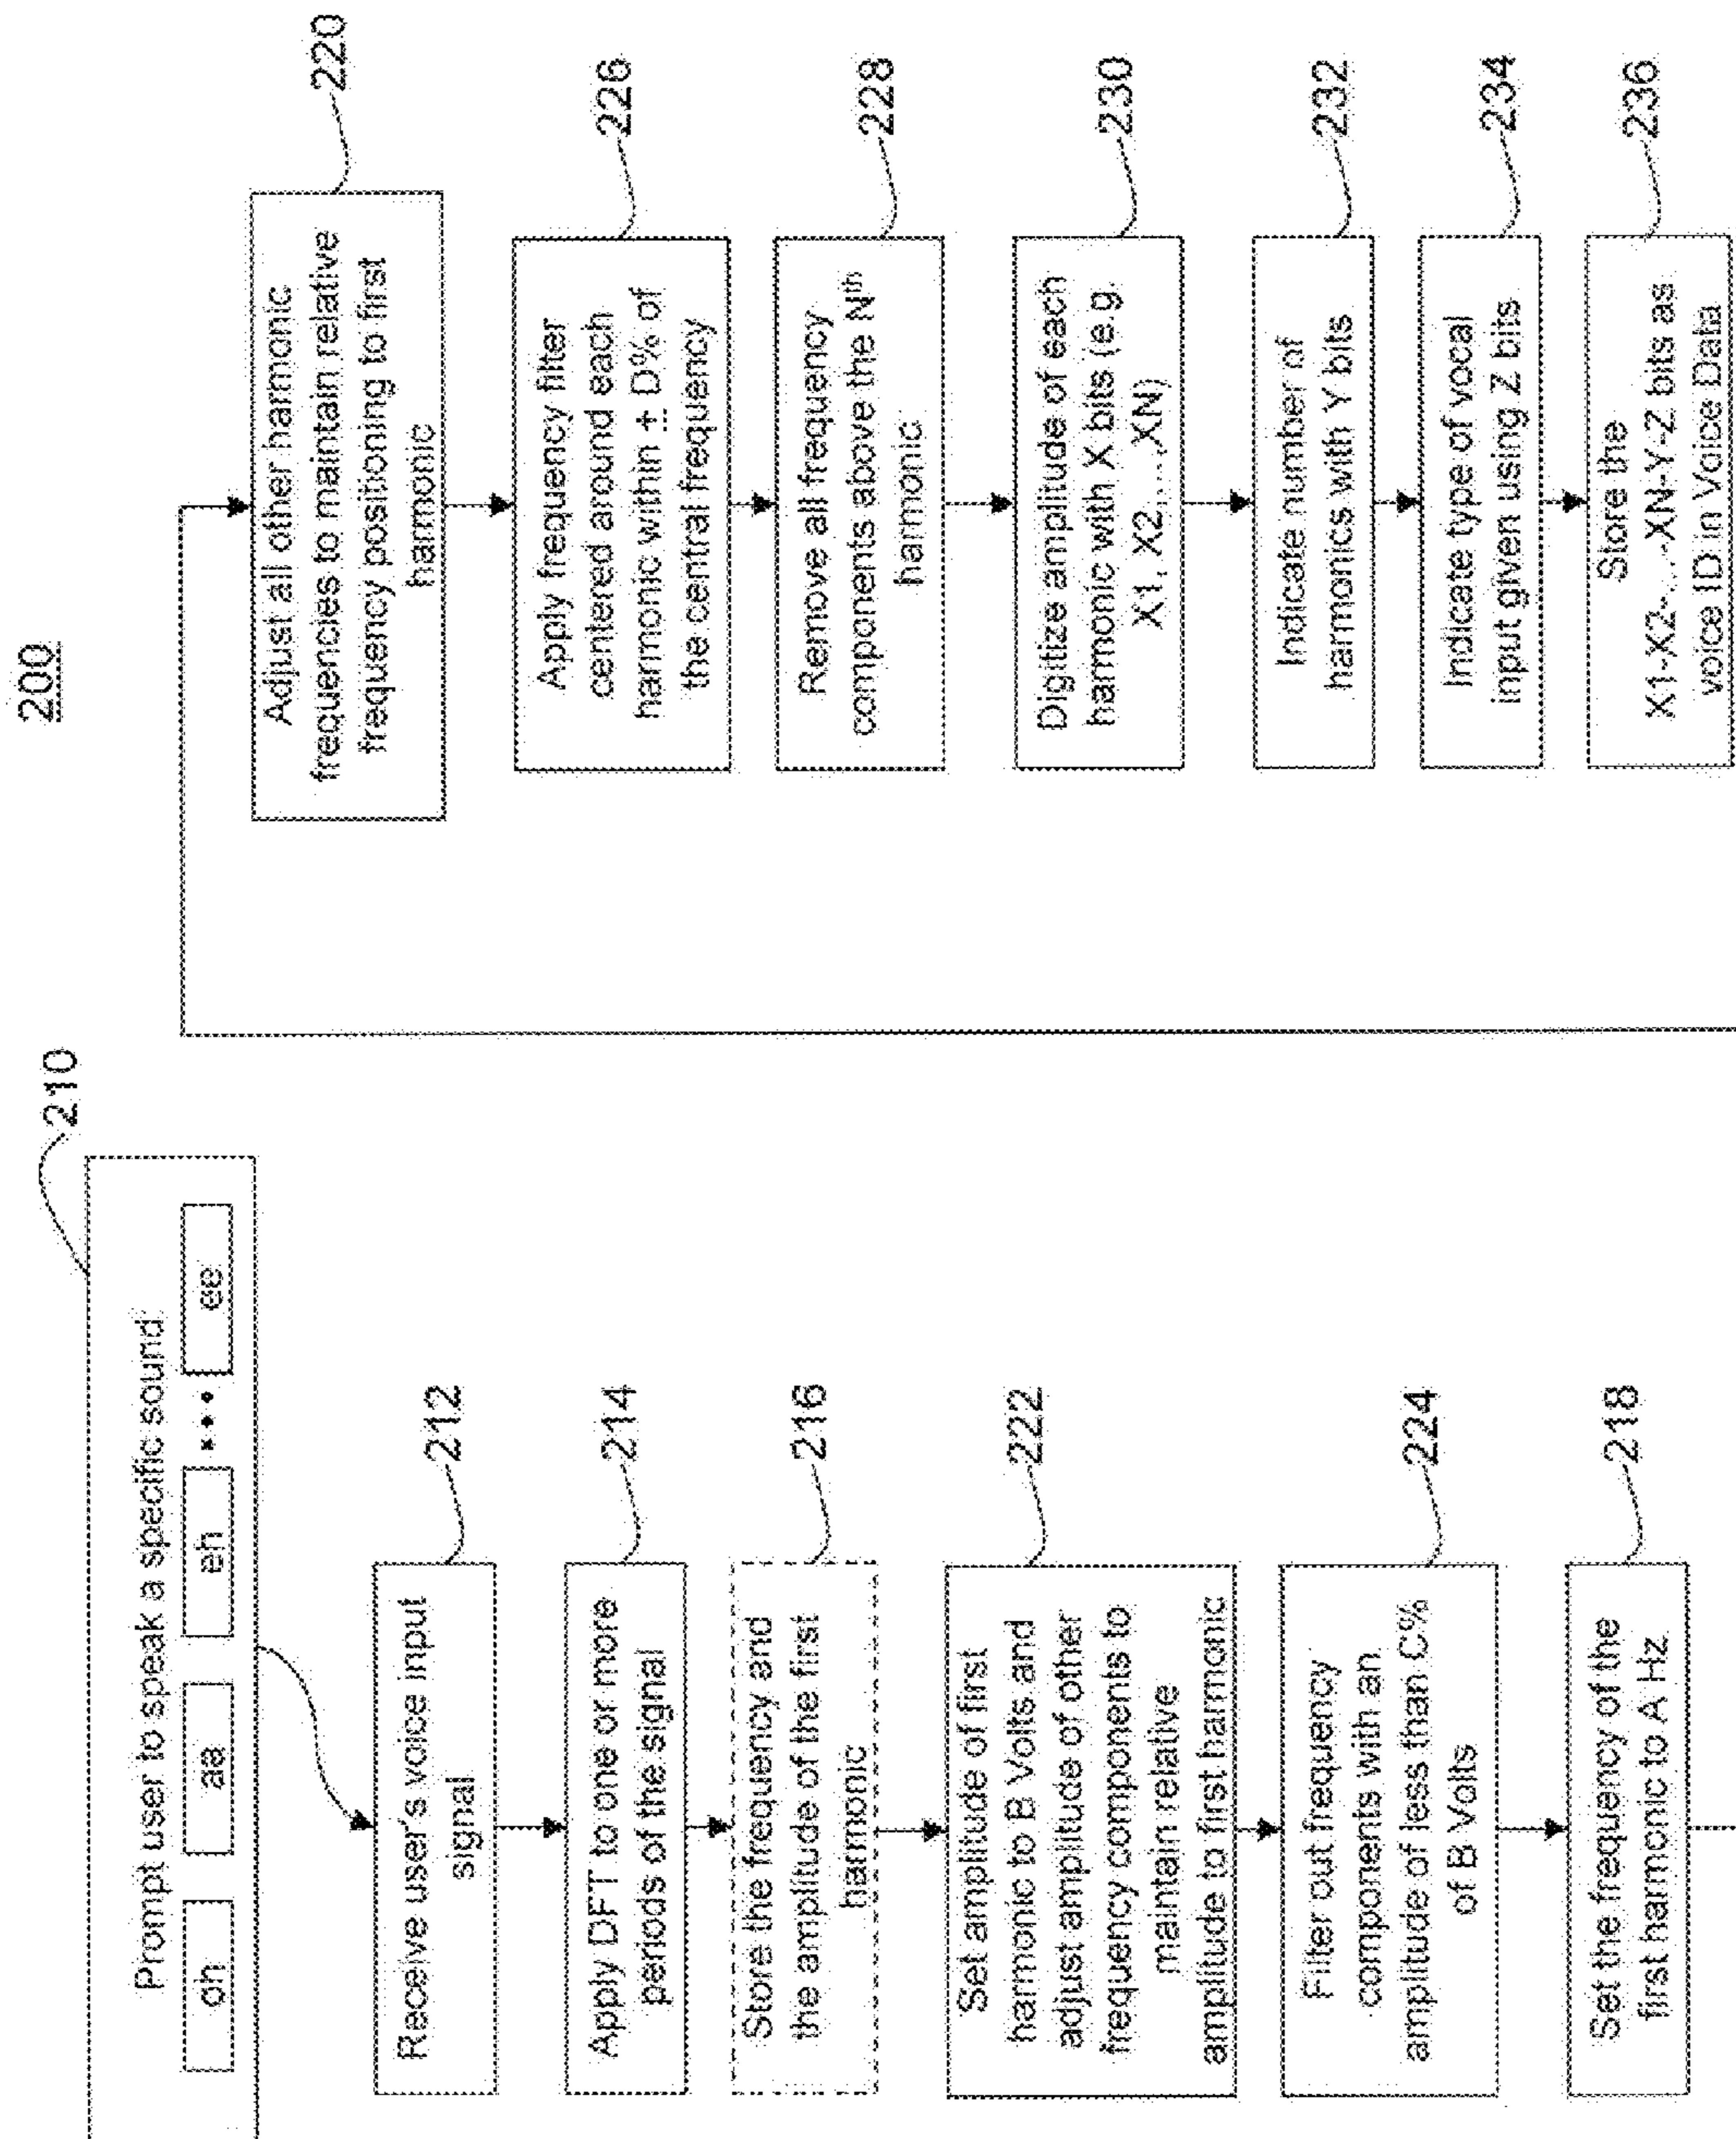 200
210
Prompt user to speak a specific sound
oh
aa
eh
ee
Receive user's voice input
signal
212
Apply DFT to one or more
periods of the signal
214
Store the frequency and
the amplitude of the first
harmonic
216
Set amplitude of first
harmonic to B Volts and
adjust amplitude of other
frequency components to
maintain relative
amplitude to first harmonic
222
Filter out frequency
components with an
amplitude of less than C%
of B Volts
224
Set the frequency of the
first harmonic to A Hz
218
Adjust all other harmonic
frequencies to maintain relative
frequency positioning to first
harmonic
220
Apply frequency filter
centered around each
harmonic within ± D% of
the central frequency
226
Remove all frequency
components above the Nth
harmonic
228
Digitize amplitude of each
harmonic with X bits (e.g.
X1, X2,...,XN)
230
Indicate number of
harmonics with Y bits
232
Indicate type of vocal
input given using Z bits
234
Store the
X1-X2-...-XN-Y-Z bits as
voice ID in Voice Data
236